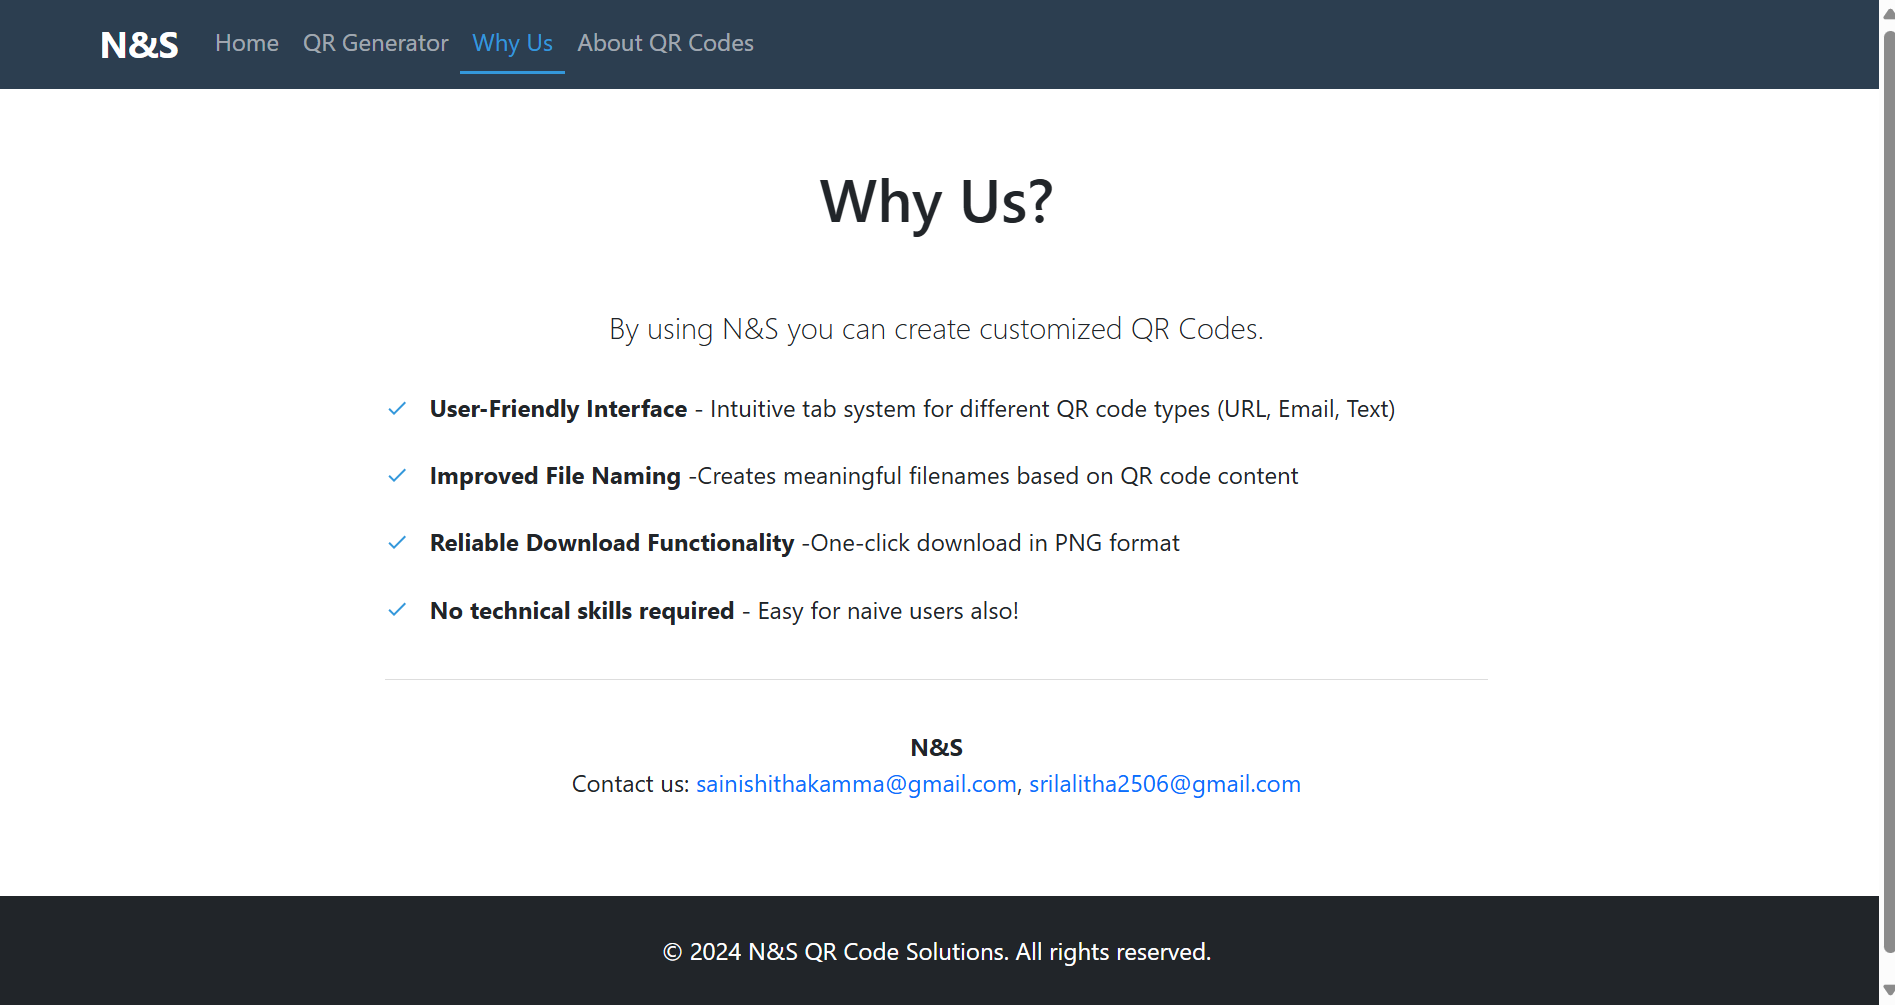 N&S Home QR Generator Why Us About QR Codes
Why Us?
By using N&S you can create customized QR Codes.
User-Friendly Interface - Intuitive tab system for different QR code types (URL, Email, Text)
Improved File Naming -Creates meaningful filenames based on QR code content
Reliable Download Functionality -One-click download in PNG format
No technical skills required - Easy for naive users also!
N&S
Contact us: sainishithakamma@gmail.com, srilalitha2506@gmail.com
© 2024 N&S QR Code Solutions. All rights reserved.